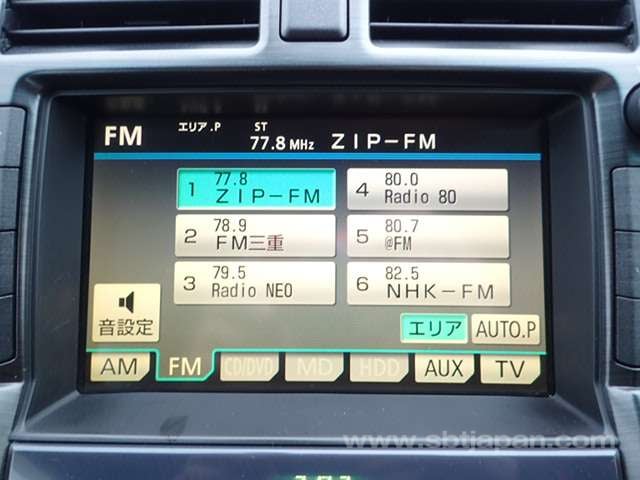 FM エリア.P ST 77.8 MHz ZIP-FM
1 77.8 ZIP-FM
4 80.0 Radio 80
2 78.9 FM三重
5 80.7 @FM
3 79.5 Radio NEO
6 82.5 NHK-FM
音設定
エリア AUTO.P
AM FM CD/DVD MD HDD AUX TV
www.sbtjapan.com